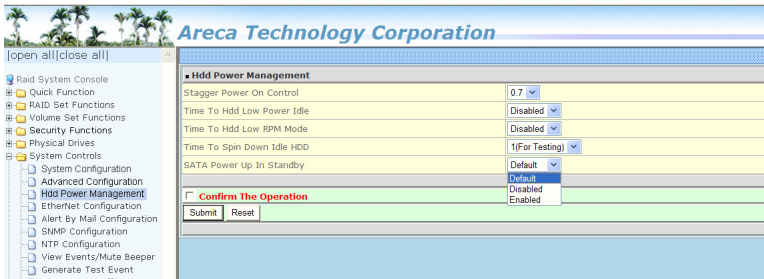 Areca Technology Corporation
|open all|close all|
Raid System Console
Quick Function
RAID Set Functions
Volume Set Functions
Security Functions
Physical Drives
System Controls
System Configuration
Advanced Configuration
Hdd Power Management
EtherNet Configuration
Alert By Mail Configuration
SNMP Configuration
NTP Configuration
View Events/Mute Beeper
Generate Test Event
Hdd Power Management
Stagger Power On Control 0.7
Time To Hdd Low Power Idle Disabled
Time To Hdd Low RPM Mode Disabled
Time To Spin Down Idle HDD 1(For Testing)
SATA Power Up In Standby Default
Default
Disabled
Enabled
Confirm The Operation
Submit Reset